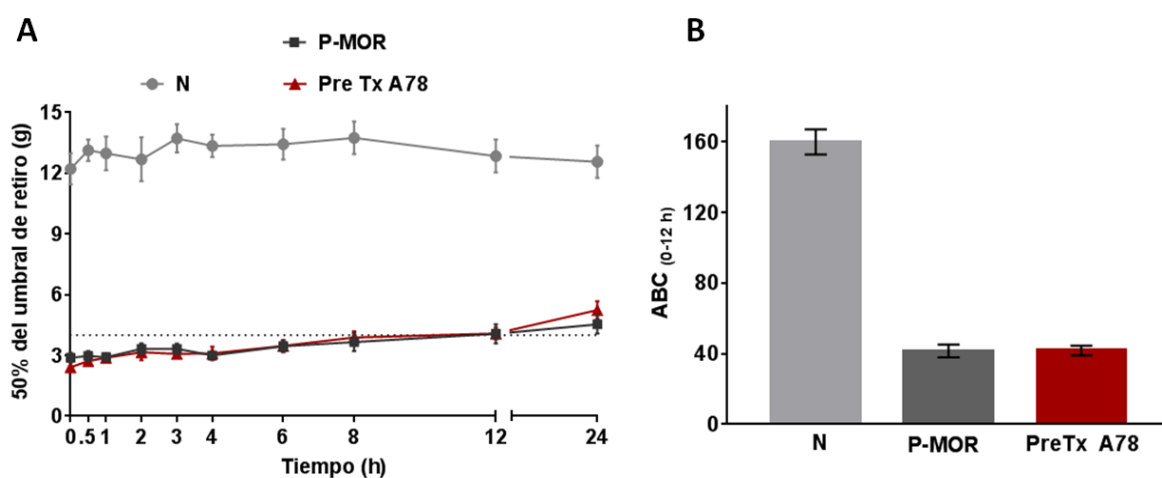 A
P-MOR
N
Pre Tx A78
50% del umbral de retiro (g)
15
12
9
6
3
0
0.5 1 2 3 4 6 8 12 24
Tiempo (h)
B
ABC (0-12 h)
160
120
80
40
0
N P-MOR PreTx A78